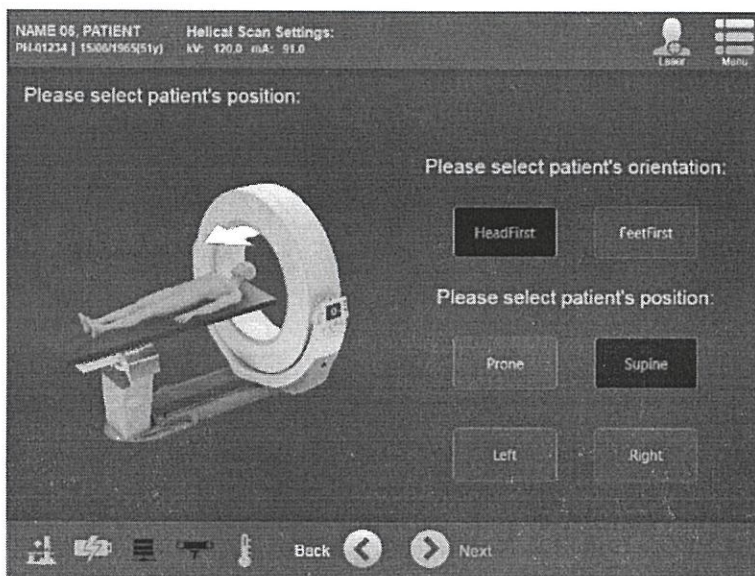 NAME 06, PATIENT
PH-01234 | 15/06/1965(51y)
Helical Scan Settings:
kV: 120.0 mA: 91.0
Laser
Menu
Please select patient's position:
Please select patient's orientation:
HeadFirst
FeetFirst
Please select patient's position:
Prone
Supine
Left
Right
Back
Next